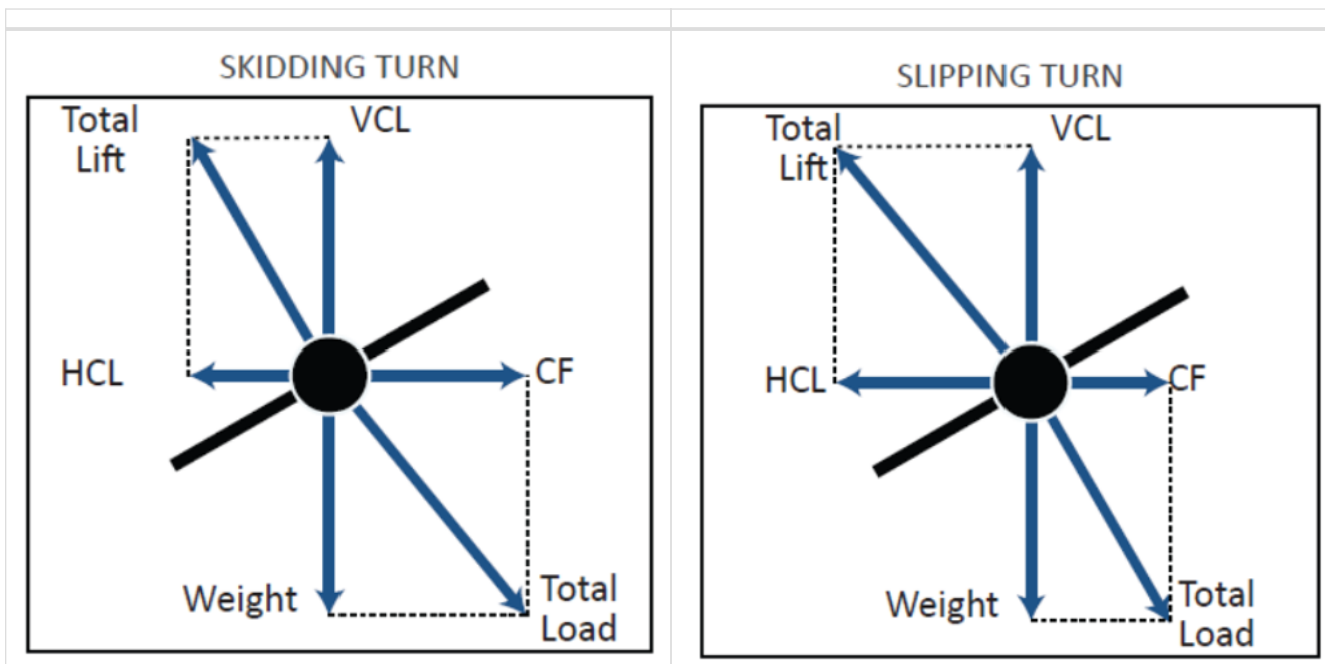 SKIDDING TURN
Total
Lift
VCL
HCL
CF
Weight
Total
Load
SLIPPING TURN
Total
Lift
VCL
HCL
CF
Weight
Total
Load